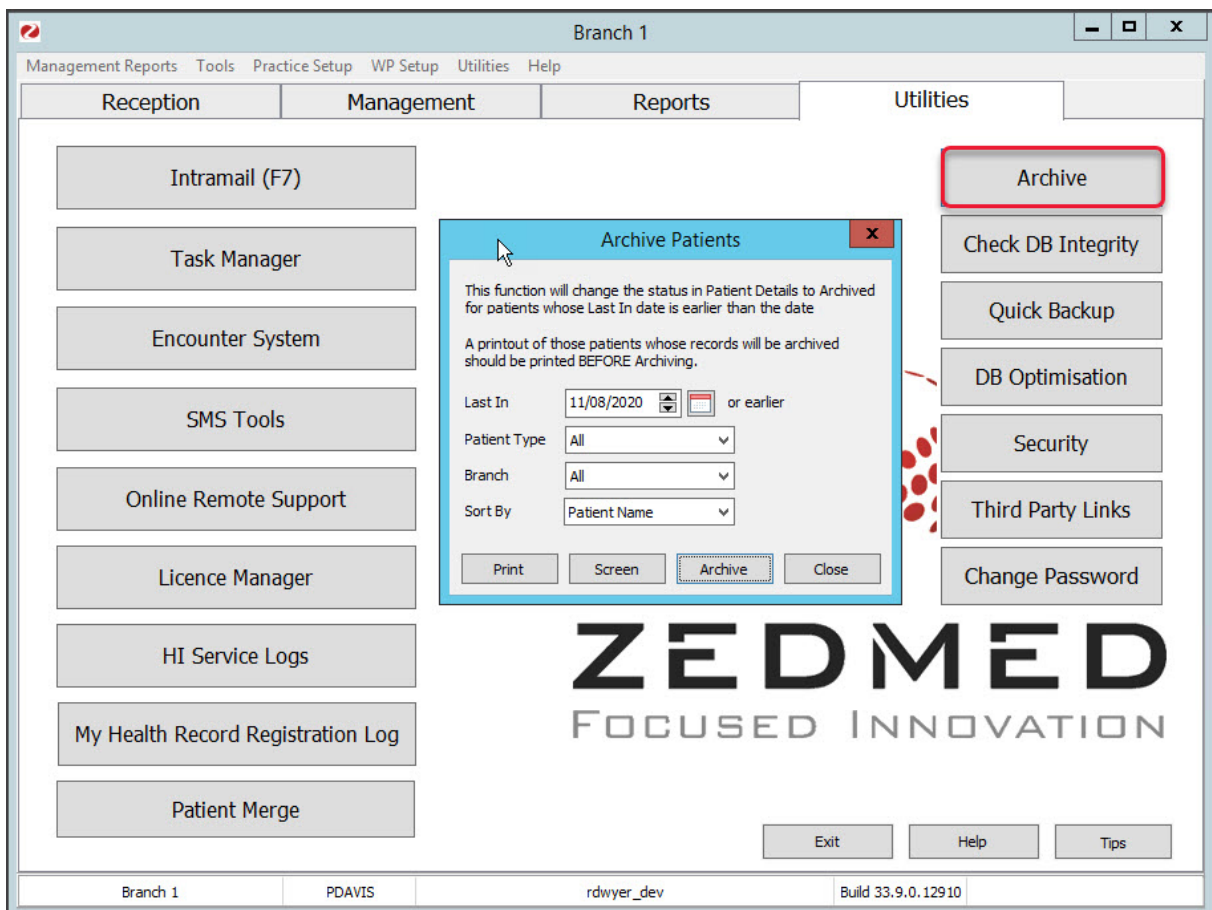 Branch 1
Management Reports Tools Practice Setup WP Setup Utilities Help
Reception Management Reports Utilities
Intramail (F7)
Task Manager
Encounter System
SMS Tools
Online Remote Support
Licence Manager
HI Service Logs
My Health Record Registration Log
Patient Merge
Archive Patients
This function will change the status in Patient Details to Archived
for patients whose Last In date is earlier than the date
A printout of those patients whose records will be archived
should be printed BEFORE Archiving.
Last In 11/08/2020 or earlier
Patient Type All
Branch All
Sort By Patient Name
Print Screen Archive Close
Archive
Check DB Integrity
Quick Backup
DB Optimisation
Security
Third Party Links
Change Password
ZEDMED
FOCUSED INNOVATION
Exit Help Tips
Branch 1 PDAVIS rdwyer_dev Build 33.9.0.12910